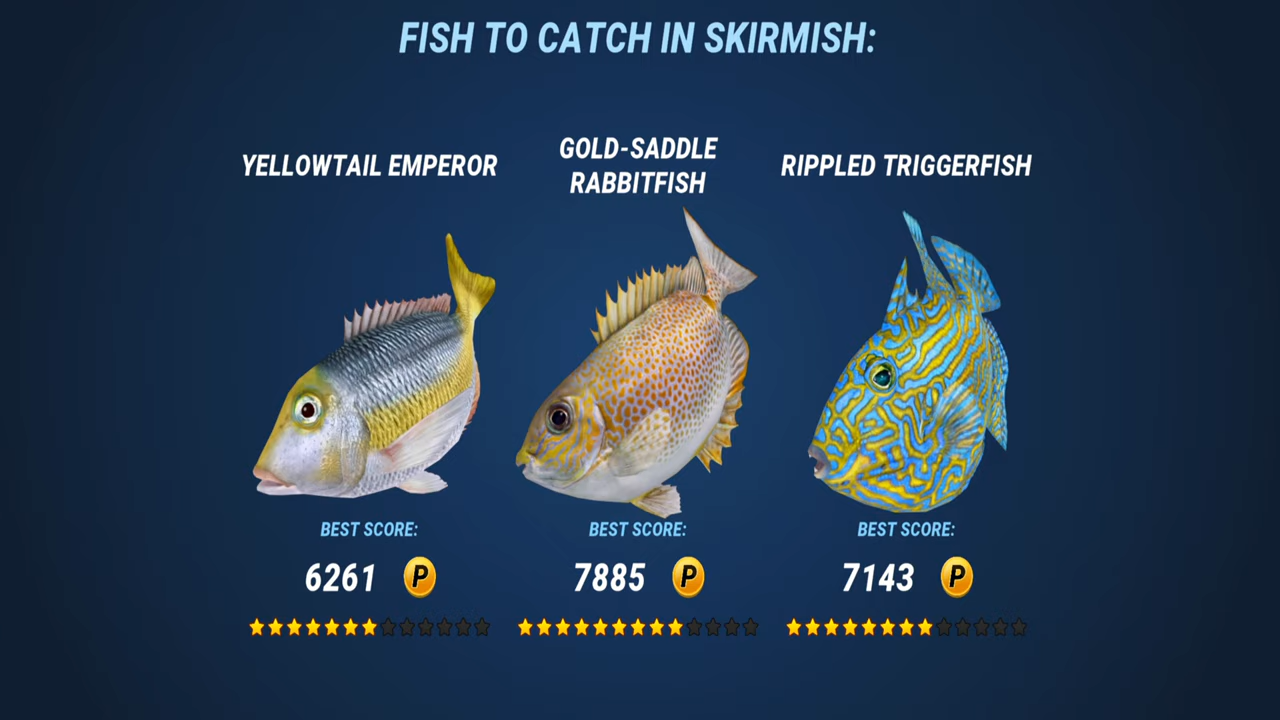 FISH TO CATCH IN SKIRMISH:
YELLOWTAIL EMPEROR
GOLD-SADDLE
RABBITFISH
RIPPLED TRIGGERFISH
BEST SCORE:
6261 P
BEST SCORE:
7885 P
BEST SCORE:
7143 P